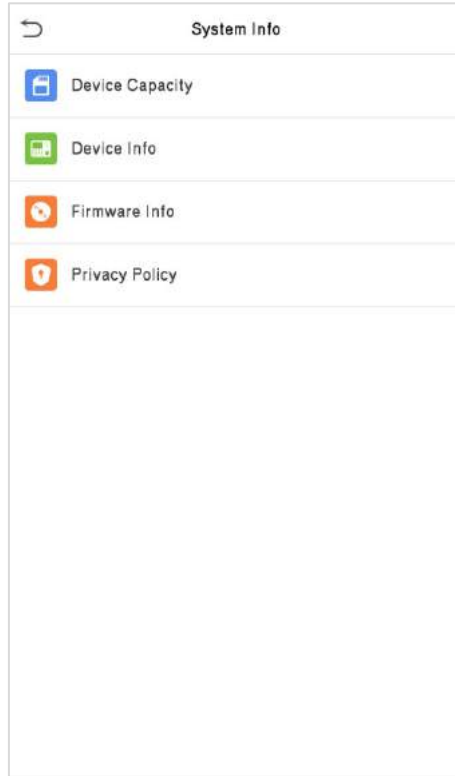 System Info
Device Capacity
Device Info
Firmware Info
Privacy Policy